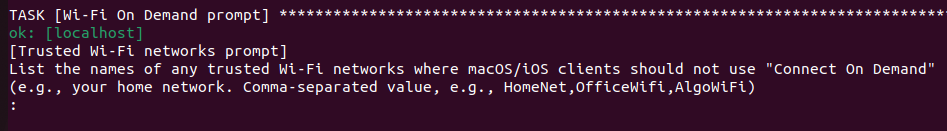 TASK [Wi-Fi On Demand prompt] **************************************************************************
ok: [localhost]
[Trusted Wi-Fi networks prompt]
List the names of any trusted Wi-Fi networks where macOS/iOS clients should not use "Connect On Demand"
(e.g., your home network. Comma-separated value, e.g., HomeNet,OfficeWifi,AlgoWiFi)
: